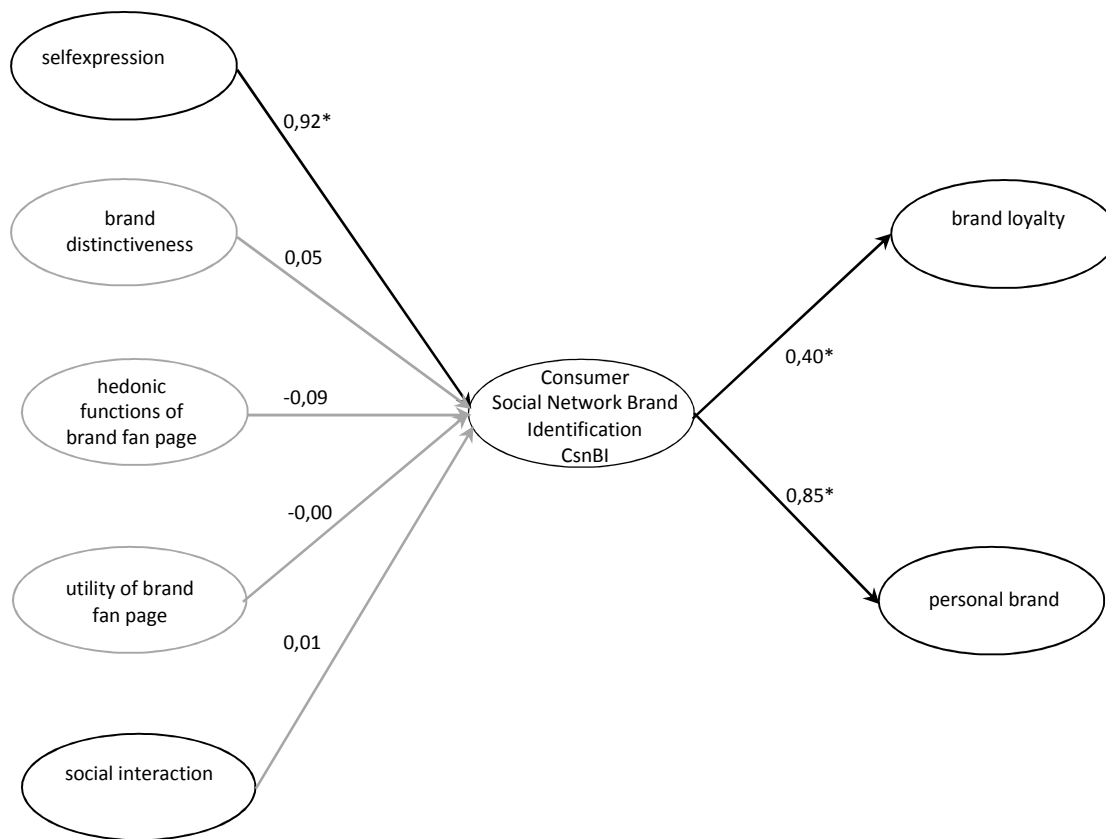 selfexpression
0,92*
brand
distinctiveness
0,05
hedonic
functions of
brand fan page
-0,09
utility of brand
fan page
-0,00
social interaction
0,01
Consumer
Social Network Brand
Identification
CsnBI
brand loyalty
0,40*
personal brand
0,85*